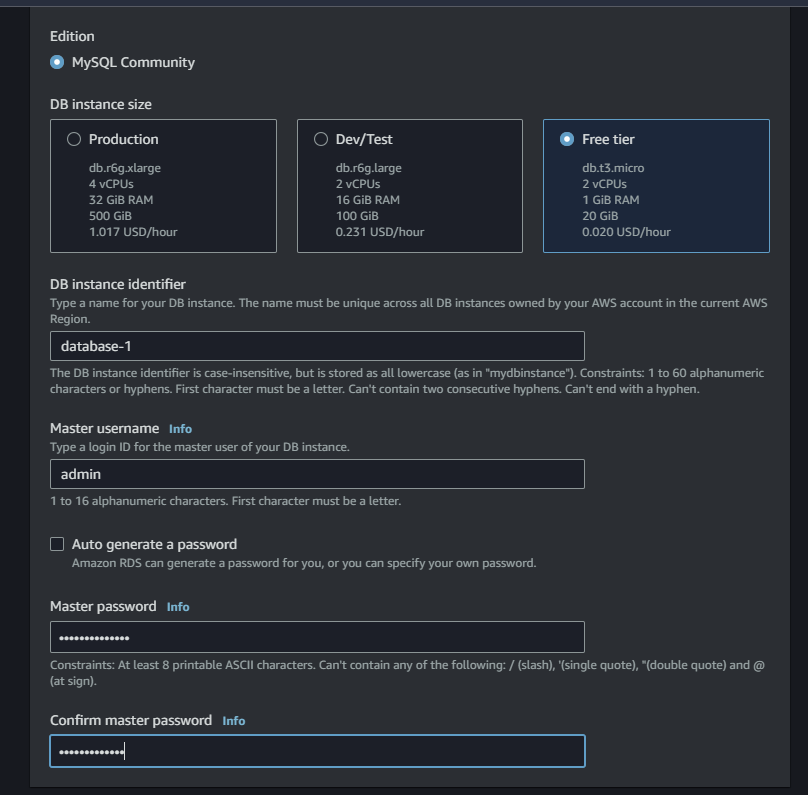 Edition
MySQL Community
DB instance size
Production
db.r6g.xlarge
4 vCPUs
32 GiB RAM
500 GiB
1.017 USD/hour
Dev/Test
db.r6g.large
2 vCPUs
16 GiB RAM
100 GiB
0.231 USD/hour
Free tier
db.t3.micro
2 vCPUs
1 GiB RAM
20 GiB
0.020 USD/hour
DB instance identifier
Type a name for your DB instance. The name must be unique across all DB instances owned by your AWS account in the current AWS
Region.
database-1
The DB instance identifier is case-insensitive, but is stored as all lowercase (as in "mydbinstance"). Constraints: 1 to 60 alphanumeric
characters or hyphens. First character must be a letter. Can't contain two consecutive hyphens. Can't end with a hyphen.
Master username Info
Type a login ID for the master user of your DB instance.
admin
1 to 16 alphanumeric characters. First character must be a letter.
Auto generate a password
Amazon RDS can generate a password for you, or you can specify your own password.
Master password Info
••••••••••••••
Constraints: At least 8 printable ASCII characters. Can't contain any of the following: / (slash), '(single quote), "(double quote) and @
(at sign).
Confirm master password Info
•••••••••••••